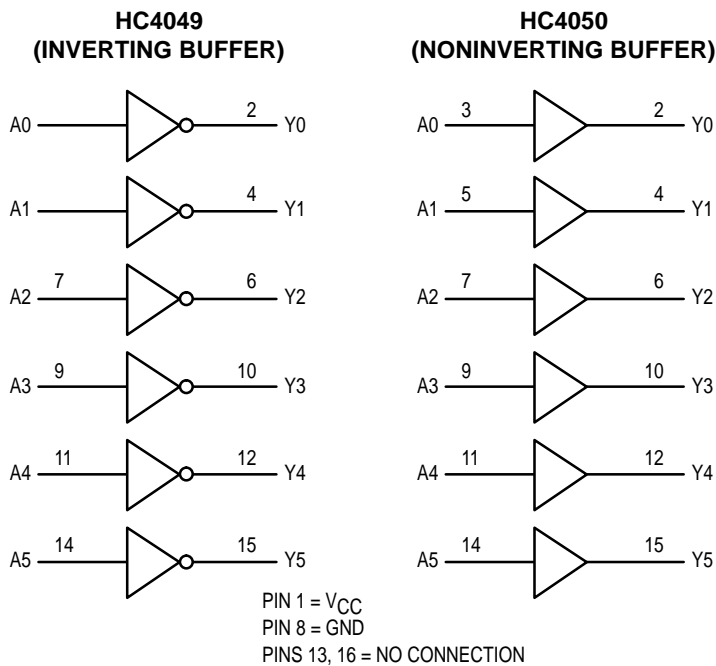 HC4049
(INVERTING BUFFER)
A0 2 Y0
A1 4 Y1
A2 7 6 Y2
A3 9 10 Y3
A4 11 12 Y4
A5 14 15 Y5
HC4050
(NONINVERTING BUFFER)
A0 3 2 Y0
A1 5 4 Y1
A2 7 6 Y2
A3 9 10 Y3
A4 11 12 Y4
A5 14 15 Y5
PIN 1 = VCC
PIN 8 = GND
PINS 13, 16 = NO CONNECTION